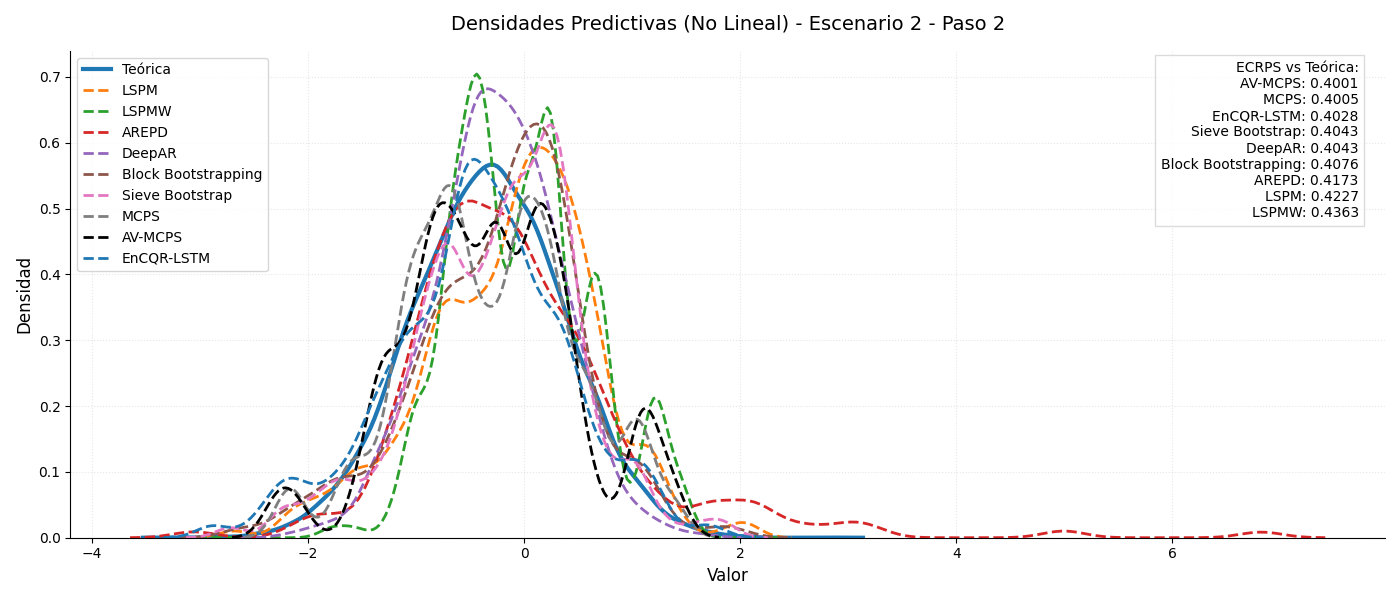 Densidades Predictivas (No Lineal) - Escenario 2 - Paso 2
Densidad
0.7
0.6
0.5
0.4
0.3
0.2
0.1
0.0
Teórica
LSPM
LSPMW
AREPD
DeepAR
Block Bootstrapping
Sieve Bootstrap
MCPS
AV-MCPS
EnCQR-LSTM
ECRPS vs Teórica:
AV-MCPS: 0.4001
MCPS: 0.4005
EnCQR-LSTM: 0.4028
Sieve Bootstrap: 0.4043
DeepAR: 0.4043
Block Bootstrapping: 0.4076
AREPD: 0.4173
LSPM: 0.4227
LSPMW: 0.4363
−4
−2
0
2
4
6
Valor